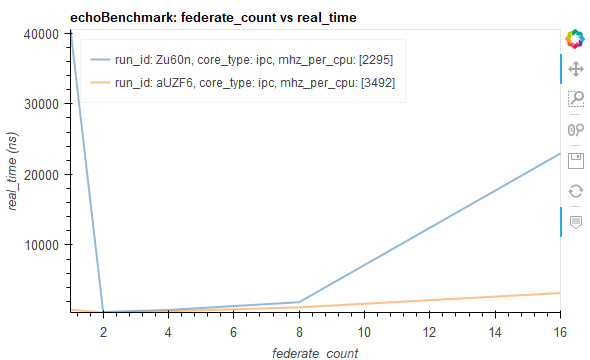 echoBenchmark: federate_count vs real_time
run_id: Zu60n, core_type: ipc, mhz_per_cpu: [2295]
run_id: aUZF6, core_type: ipc, mhz_per_cpu: [3492]
real_time (ns)
40000
30000
20000
10000
2 4 6 8 10 12 14 16
federate_count